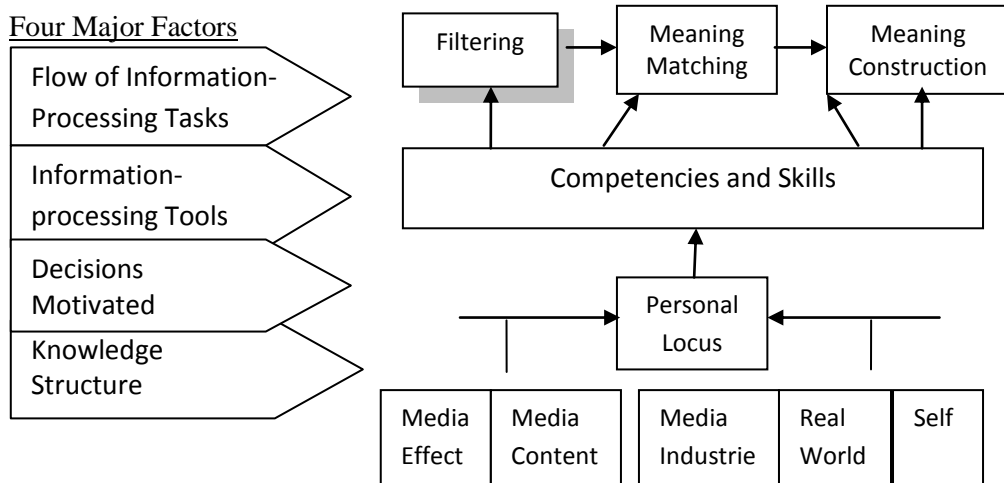 Four Major Factors
Flow of Information-
Processing Tasks
Information-
processing Tools
Decisions
Motivated
Knowledge
Structure
Filtering
Meaning
Matching
Meaning
Construction
Competencies and Skills
Personal
Locus
Media
Effect
Media
Content
Media
Industrie
Real
World
Self